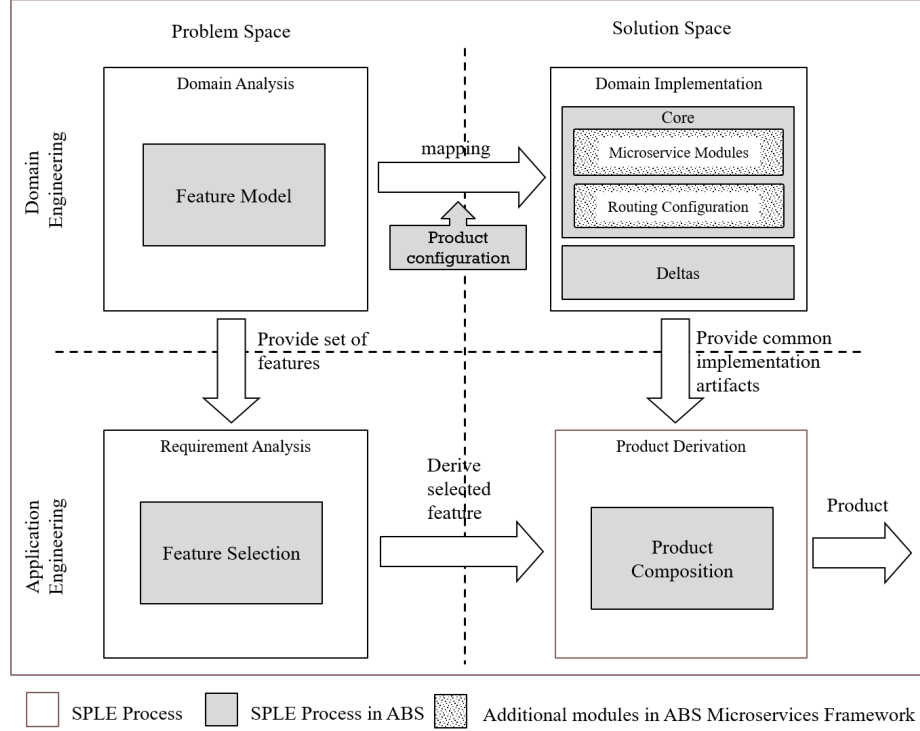 Problem Space
Solution Space
Domain
Engineering
Domain Analysis
Feature Model
mapping
Product
configuration
Domain Implementation
Core
Microservice Modules
Routing Configuration
Deltas
Provide set of
features
Provide common
implementation
artifacts
Application
Engineering
Requirement Analysis
Feature Selection
Derive
selected
feature
Product Derivation
Product
Composition
Product
SPLE Process
SPLE Process in ABS
Additional modules in ABS Microservices Framework